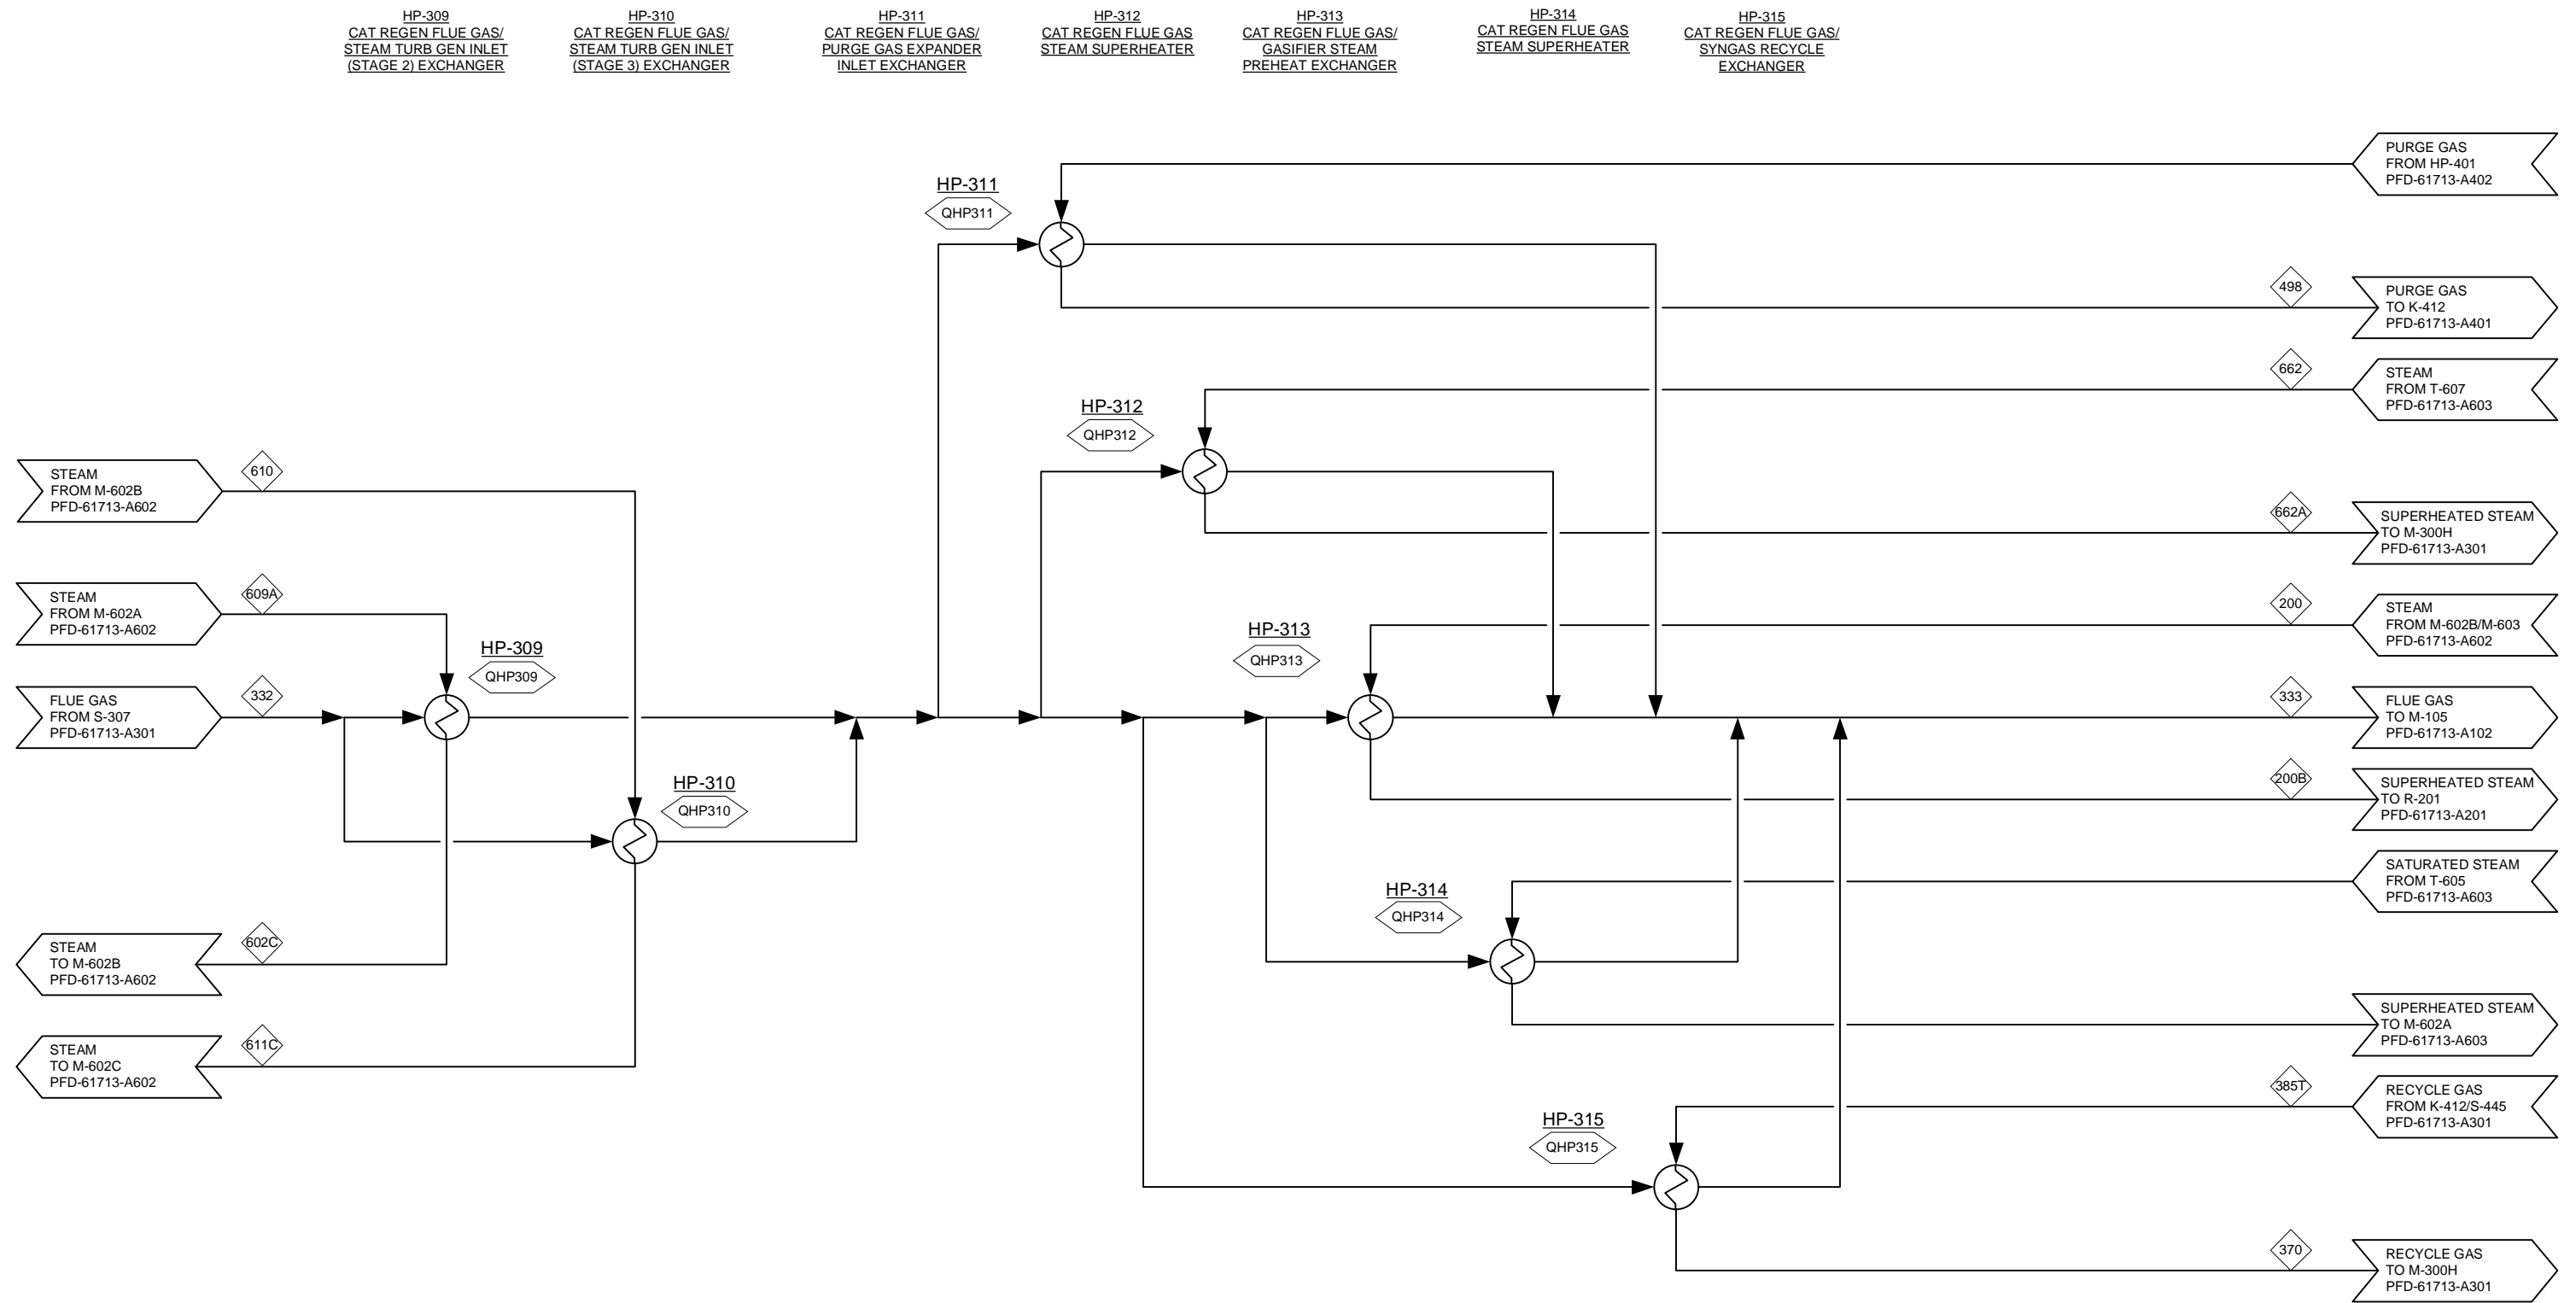 HP-309
CAT REGEN FLUE GAS/
STEAM TURB GEN INLET
(STAGE 2) EXCHANGER
HP-310
CAT REGEN FLUE GAS/
STEAM TURB GEN INLET
(STAGE 3) EXCHANGER
HP-311
CAT REGEN FLUE GAS/
PURGE GAS EXPANDER
INLET EXCHANGER
HP-312
CAT REGEN FLUE GAS
STEAM SUPERHEATER
HP-313
CAT REGEN FLUE GAS/
GASIFIER STEAM
PREHEAT EXCHANGER
HP-314
CAT REGEN FLUE GAS
STEAM SUPERHEATER
HP-315
CAT REGEN FLUE GAS/
SYNGAS RECYCLE
EXCHANGER
PURGE GAS
FROM HP-401
PFD-61713-A402
HP-311
QHP311
498
PURGE GAS
TO K-412
PFD-61713-A401
662
STEAM
FROM T-607
PFD-61713-A603
HP-312
QHP312
610
STEAM
FROM M-602B
PFD-61713-A602
662A
SUPERHEATED STEAM
TO M-300H
PFD-61713-A301
609A
STEAM
FROM M-602A
PFD-61713-A602
200
STEAM
FROM M-602B/M-603
PFD-61713-A602
HP-309
QHP309
HP-313
QHP313
332
FLUE GAS
FROM S-307
PFD-61713-A301
333
FLUE GAS
TO M-105
PFD-61713-A102
HP-310
QHP310
200B
SUPERHEATED STEAM
TO R-201
PFD-61713-A201
SATURATED STEAM
FROM T-605
PFD-61713-A603
HP-314
QHP314
602C
STEAM
TO M-602B
PFD-61713-A602
SUPERHEATED STEAM
TO M-602A
PFD-61713-A603
611C
STEAM
TO M-602C
PFD-61713-A602
385T
RECYCLE GAS
FROM K-412/S-445
PFD-61713-A301
HP-315
QHP315
370
RECYCLE GAS
TO M-300H
PFD-61713-A301